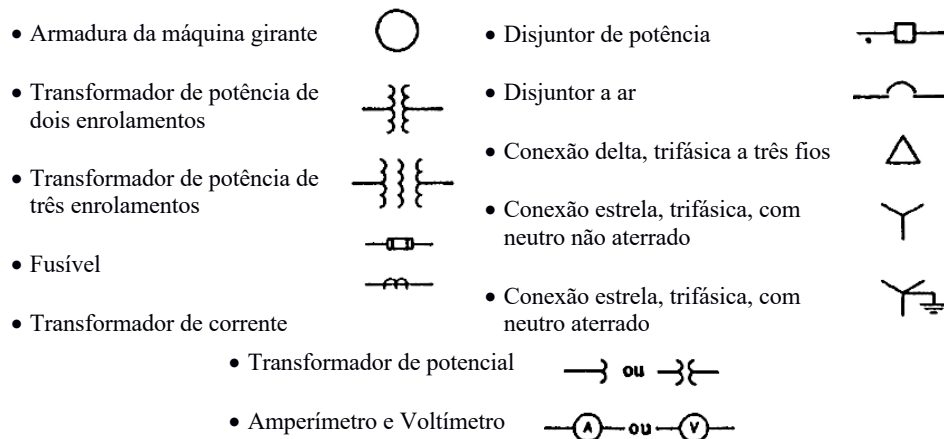 • Armadura da máquina girante
• Transformador de potência de
dois enrolamentos
• Transformador de potência de
três enrolamentos
• Fusível
• Transformador de corrente
• Disjuntor de potência
• Disjuntor a ar
• Conexão delta, trifásica a três fios
• Conexão estrela, trifásica, com
neutro não aterrado
• Conexão estrela, trifásica, com
neutro aterrado
• Transformador de potencial
ou
• Amperímetro e Voltímetro
A ou V